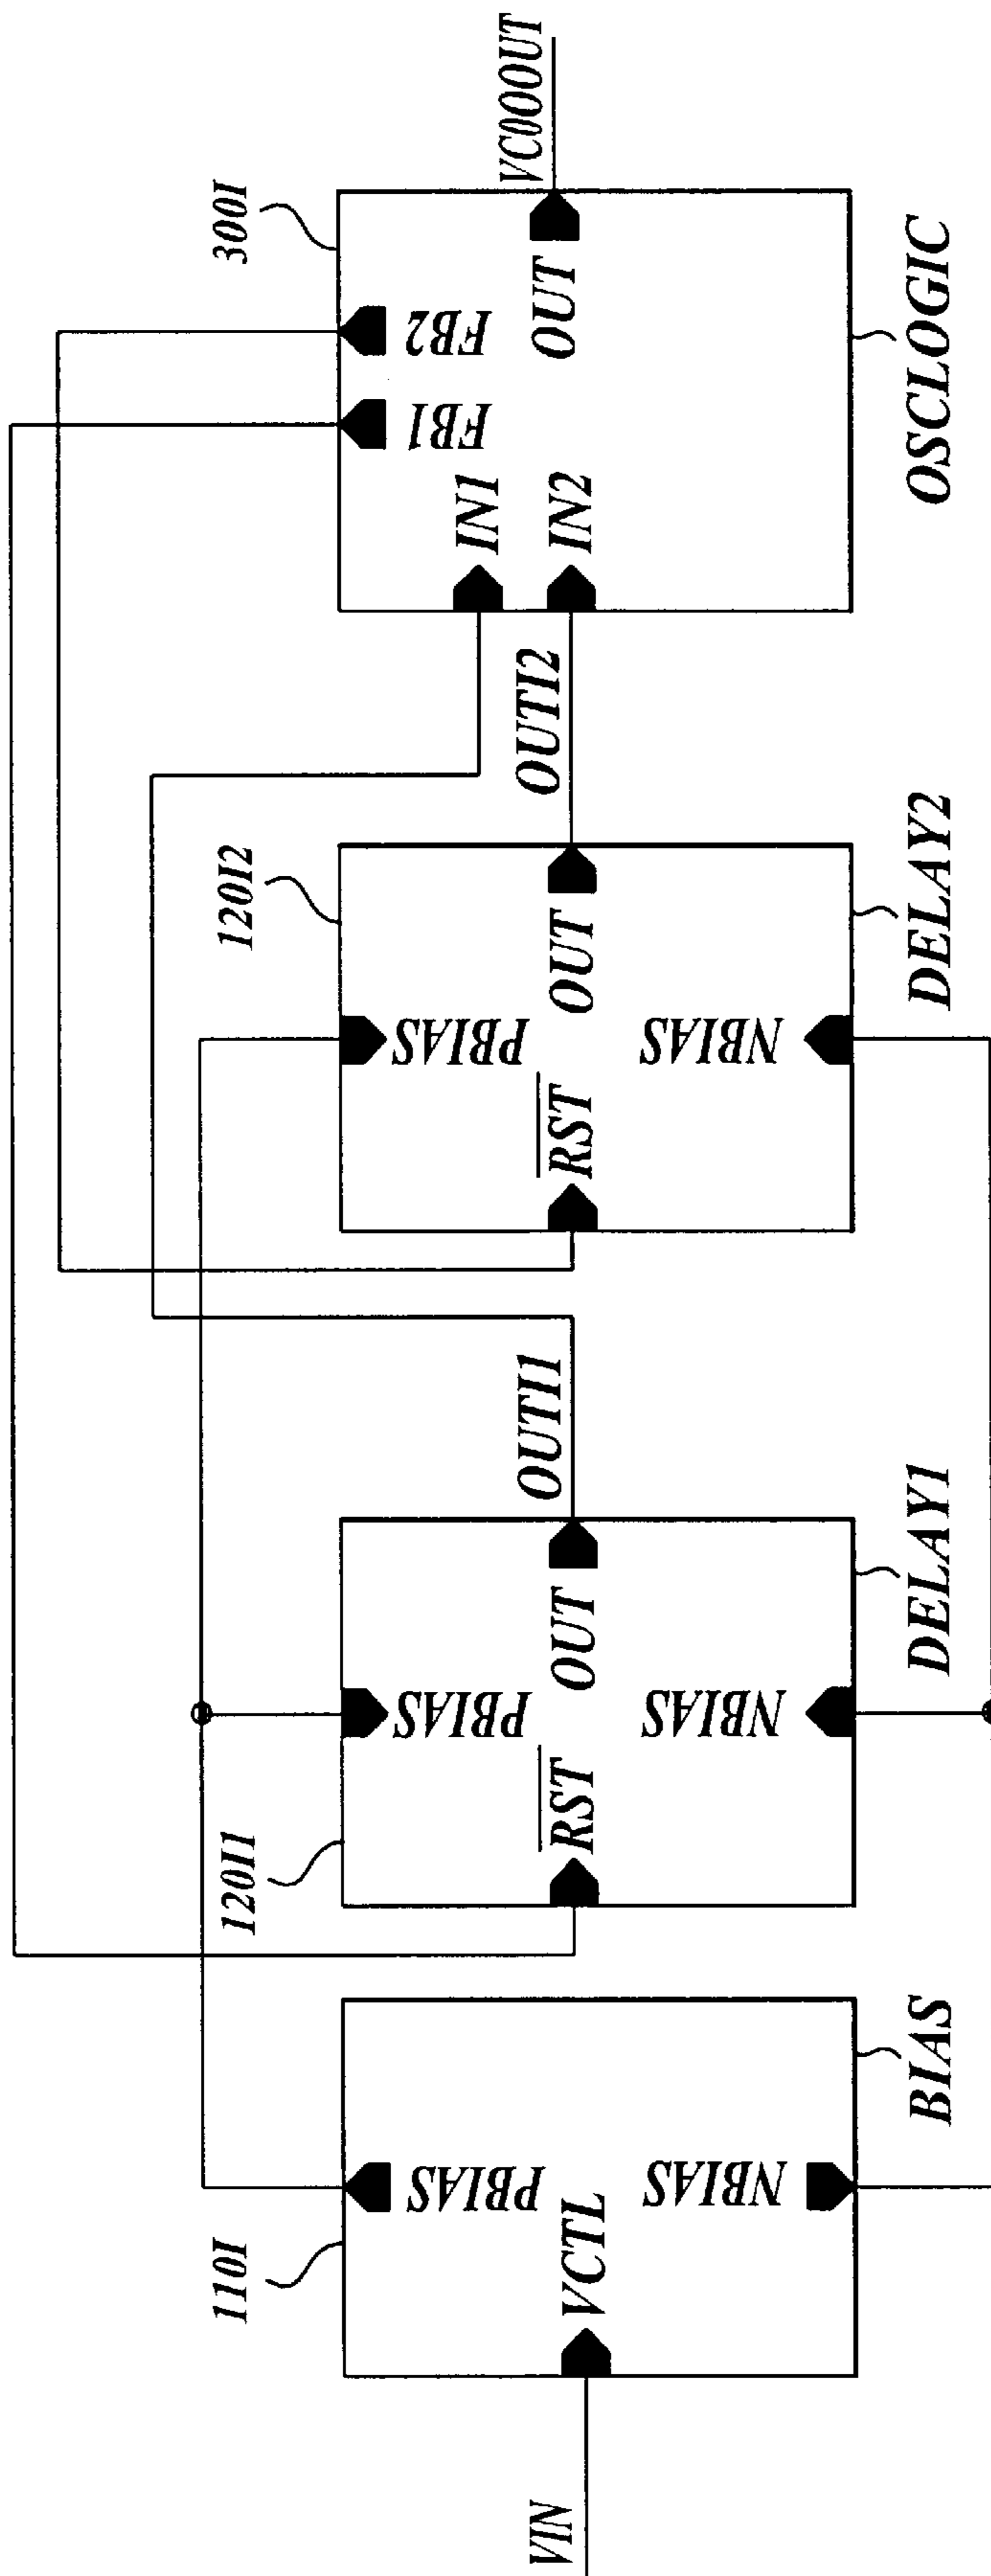 VIN
110I
PBIAS
VCTL
NBIAS
BIAS
120I1
PBIAS
RST
OUT
NBIAS
DELAY1
OUTI1
120I2
PBIAS
RST
OUT
NBIAS
DELAY2
OUTI2
300I
FB1
FB2
IN1
IN2
OUT
OSCLOGIC
VC0OOUT